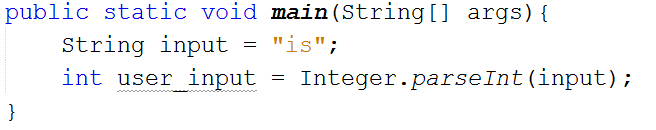 public static void main(String[] args){
String input = "is";
int user_input = Integer.parseInt(input);
}